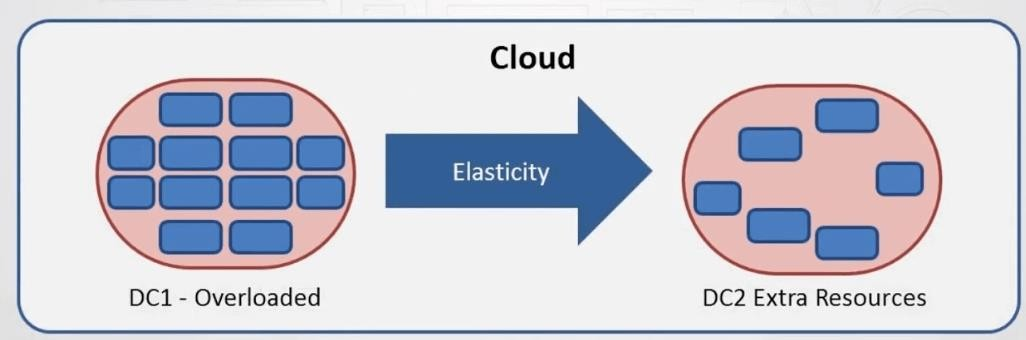 Cloud
Elasticity
DC1 - Overloaded
DC2 Extra Resources